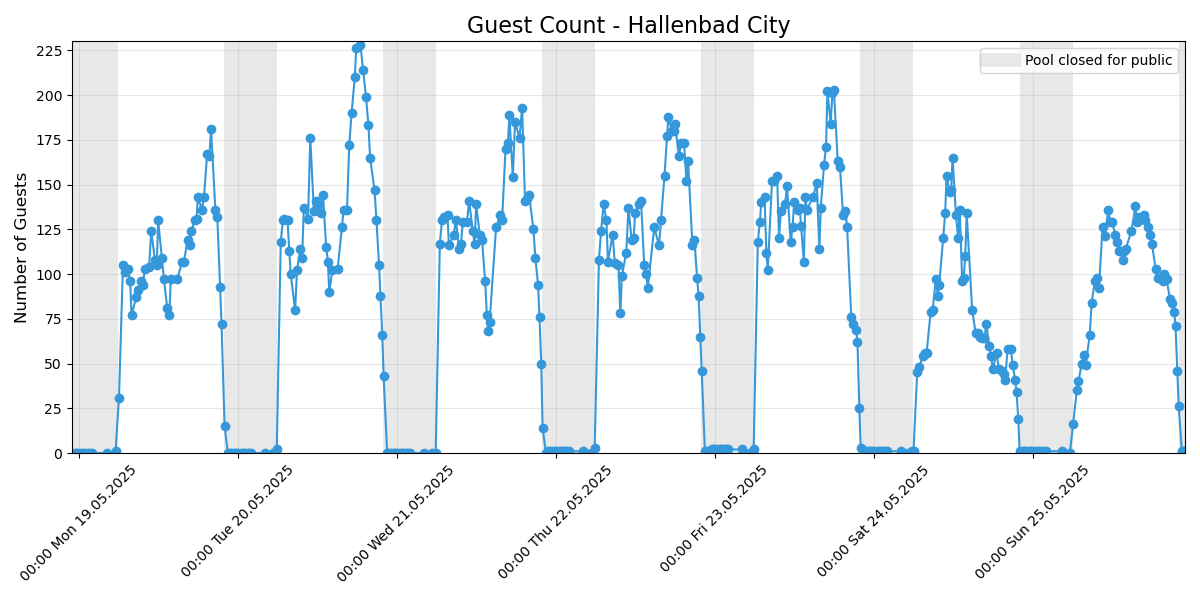 Guest Count - Hallenbad City
Pool closed for public
Number of Guests
225
200
175
150
125
100
75
50
25
0
00:00 Mon 19.05.2025
00:00 Tue 20.05.2025
00:00 Wed 21.05.2025
00:00 Thu 22.05.2025
00:00 Fri 23.05.2025
00:00 Sat 24.05.2025
00:00 Sun 25.05.2025